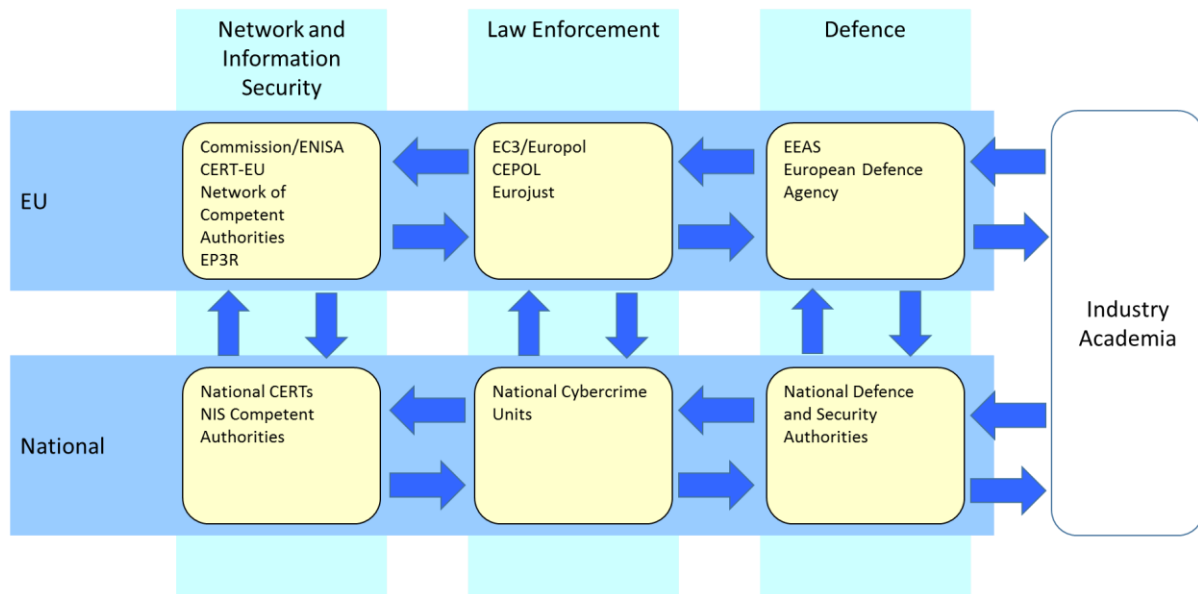 Network and
Information
Security
Law Enforcement
Defence
EU
Commission/ENISA
CERT-EU
Network of
Competent
Authorities
EP3R
EC3/Europol
CEPOL
Eurojust
EEAS
European Defence
Agency
Industry
Academia
National
National CERTs
NIS Competent
Authorities
National Cybercrime
Units
National Defence
and Security
Authorities